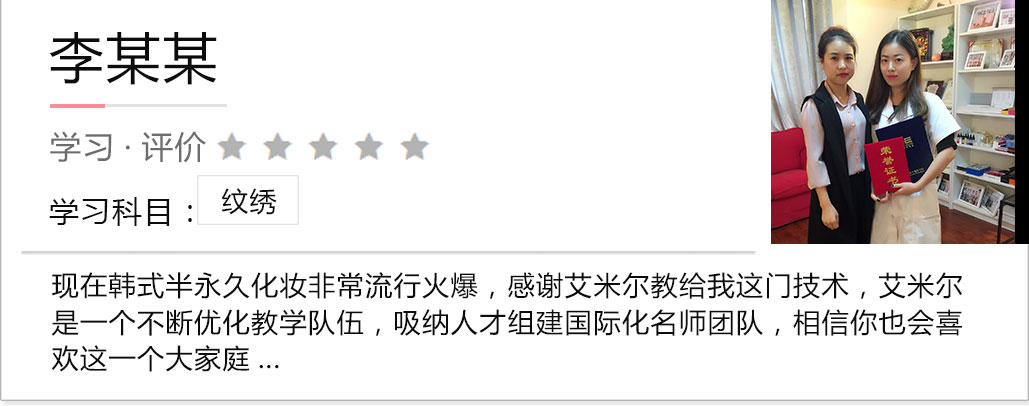 李某某
学习·评价
学习科目：纹绣
荣誉证书
现在韩式半永久化妆非常流行火爆，感谢艾米尔教给我这门技术，艾米尔
是一个不断优化教学队伍，吸纳人才组建国际化名师团队，相信你也会喜
欢这一个大家庭 ...